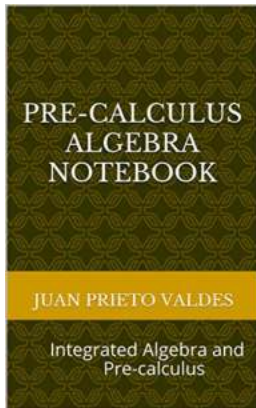 PRE-CALCULUS
ALGEBRA
NOTEBOOK
JUAN PRIETO VALDES
Integrated Algebra and
Pre-calculus